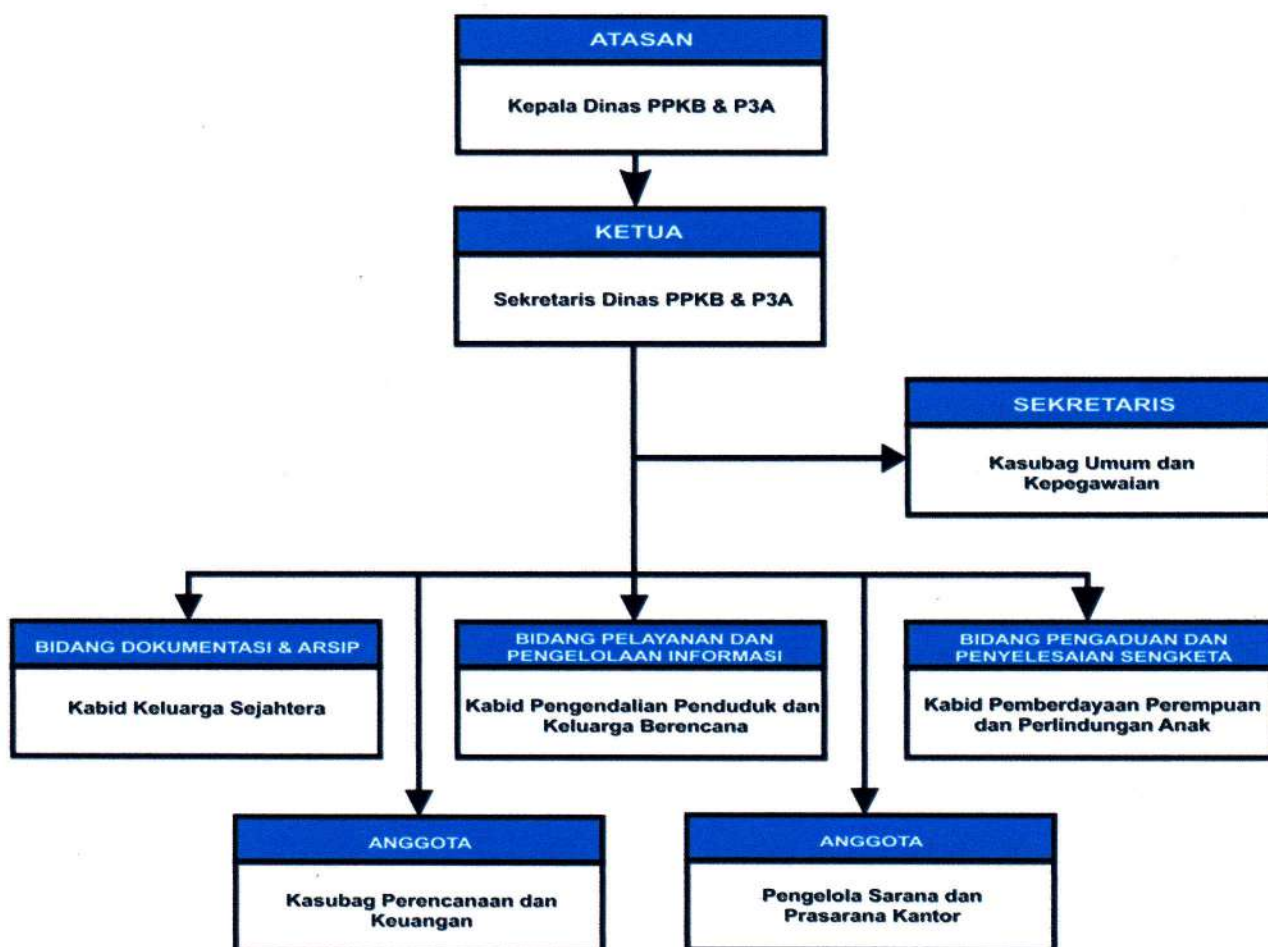 ATASAN
Kepala Dinas PPKB & P3A
KETUA
Sekretaris Dinas PPKB & P3A
SEKRETARIS
Kasubag Umum dan
Kepegawaian
BIDANG DOKUMENTASI & ARSIP
Kabid Keluarga Sejahtera
BIDANG PELAYANAN DAN
PENGELOLAAN INFORMASI
Kabid Pengendalian Penduduk dan
Keluarga Berencana
BIDANG PENGADUAN DAN
PENYELESAIAN SENGKETA
Kabid Pemberdayaan Perempuan
dan Perlindungan Anak
ANGGOTA
Kasubag Perencanaan dan
Keuangan
ANGGOTA
Pengelola Sarana dan
Prasarana Kantor